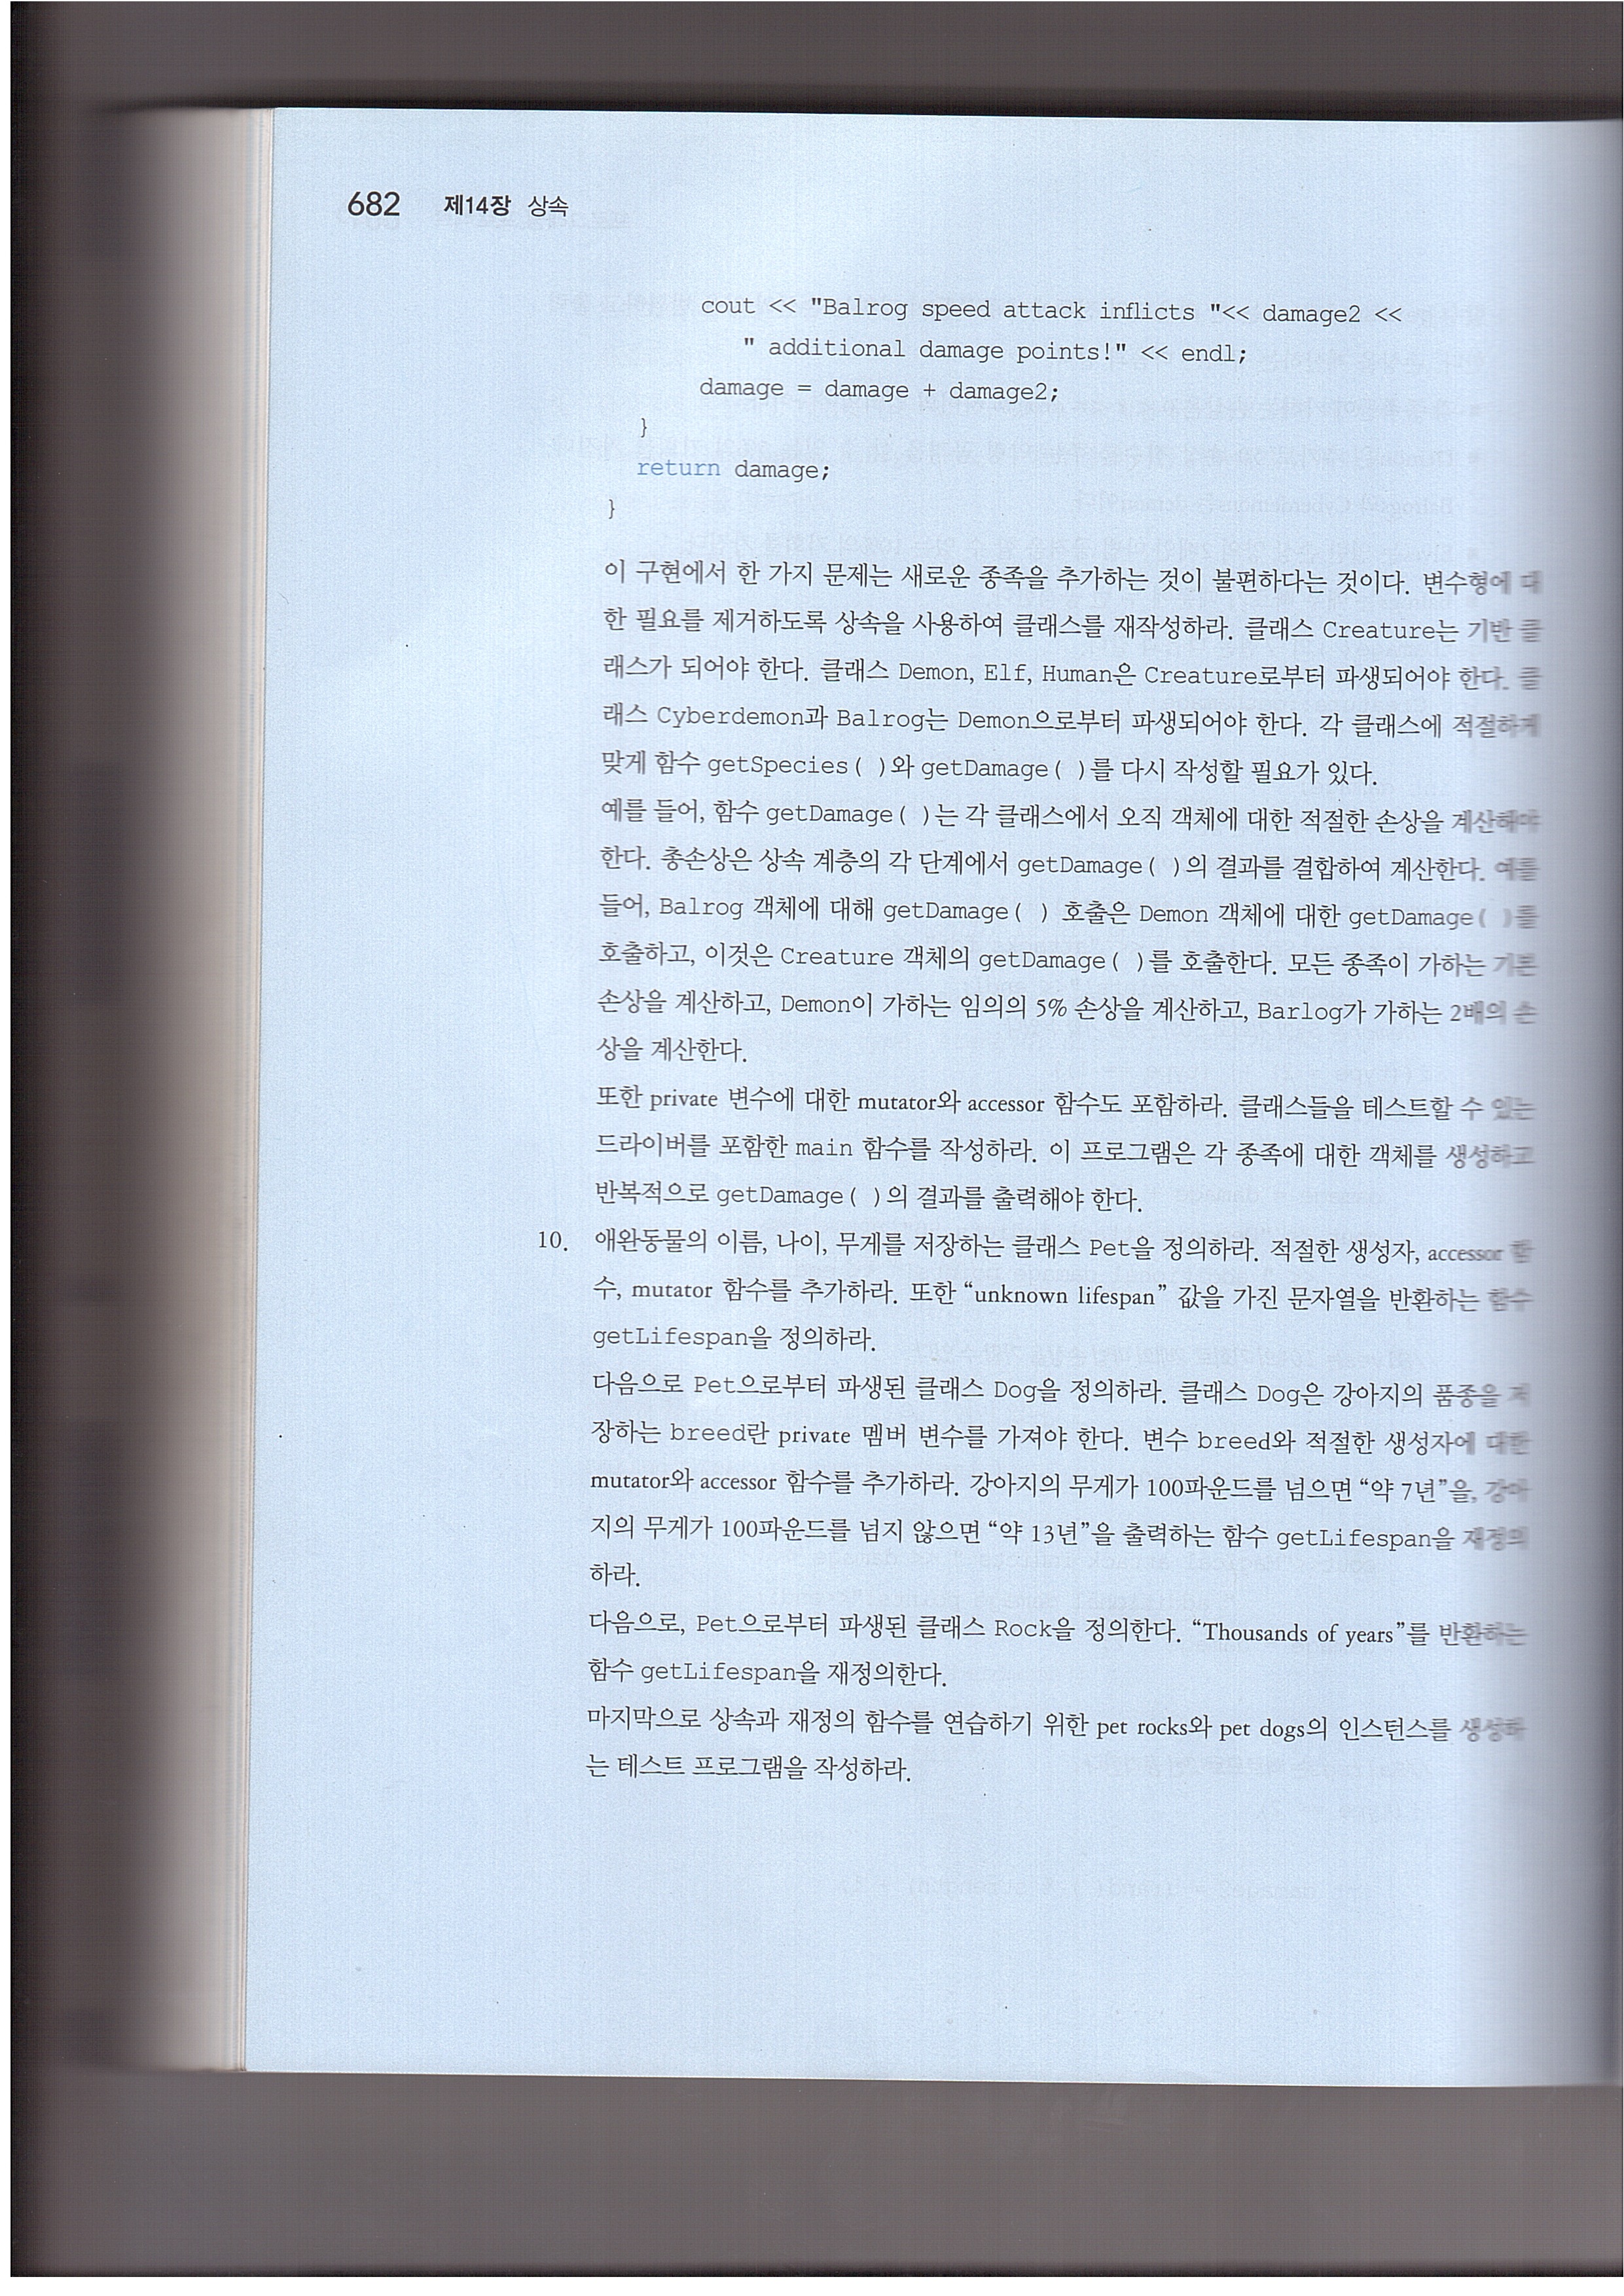 682 제14장 상속
cout << "Balrog speed attack inflicts "<< damage2 <<
" additional damage points!" << endl;
damage = damage + damage2;
}
return damage;
}
이 구현에서 한 가지 문제는 새로운 종족을 추가하는 것이 불편하다는 것이다. 변수형에 대
한 필요를 제거하도록 상속을 사용하여 클래스를 재작성하라. 클래스 Creature는 기반 클
래스가 되어야 한다. 클래스 Demon, Elf, Human은 Creature로부터 파생되어야 한다. 클
래스 Cyberdemon과 Balrog는 Demon으로부터 파생되어야 한다. 각 클래스에 적절하게
맞게 함수 getSpecies( )와 getDamage( )를 다시 작성할 필요가 있다.
예를 들어, 함수 getDamage( )는 각 클래스에서 오직 객체에 대한 적절한 손상을 계산해야
한다. 총손상은 상속 계층의 각 단계에서 getDamage( )의 결과를 결합하여 계산한다. 예를
들어, Balrog 객체에 대해 getDamage( ) 호출은 Demon 객체에 대한 getDamage( )를
호출하고, 이것은 Creature 객체의 getDamage( )를 호출한다. 모든 종족이 가하는 기본
손상을 계산하고, Demon이 가하는 임의의 5% 손상을 계산하고, Barlog가 가하는 2배의 손
상을 계산한다.
또한 private 변수에 대한 mutator와 accessor 함수도 포함하라. 클래스들을 테스트할 수 있는
드라이버를 포함한 main 함수를 작성하라. 이 프로그램은 각 종족에 대한 객체를 생성하고
반복적으로 getDamage( )의 결과를 출력해야 한다.
10. 애완동물의 이름, 나이, 무게를 저장하는 클래스 Pet을 정의하라. 적절한 생성자, accessor 함
수, mutator 함수를 추가하라. 또한 “unknown lifespan” 값을 가진 문자열을 반환하는 함수
getLifespan을 정의하라.
다음으로 Pet으로부터 파생된 클래스 Dog을 정의하라. 클래스 Dog은 강아지의 품종을 저
장하는 breed란 private 멤버 변수를 가져야 한다. 변수 breed와 적절한 생성자에 대한
mutator와 accessor 함수를 추가하라. 강아지의 무게가 100파운드를 넘으면 “약 7년”을, 강아
지의 무게가 100파운드를 넘지 않으면 “약 13년”을 출력하는 함수 getLifespan을 재정의
하라.
다음으로, Pet으로부터 파생된 클래스 Rock을 정의한다. “Thousands of years”를 반환하는
함수 getLifespan을 재정의한다.
마지막으로 상속과 재정의 함수를 연습하기 위한 pet rocks와 pet dogs의 인스턴스를 생성하
는 테스트 프로그램을 작성하라.